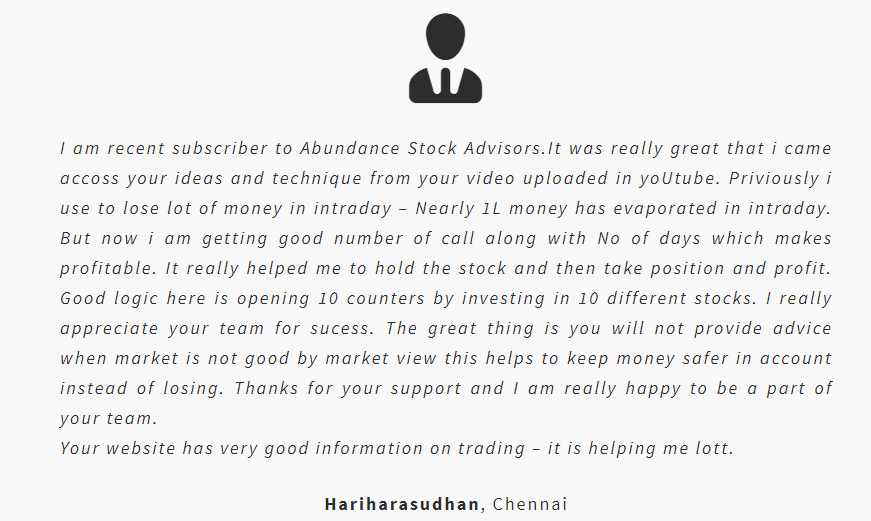 I am recent subscriber to Abundance Stock Advisors.It was really great that i came
accoss your ideas and technique from your video uploaded in yoUtube. Priviously i
use to lose lot of money in intraday – Nearly 1L money has evaporated in intraday.
But now i am getting good number of call along with No of days which makes
profitable. It really helped me to hold the stock and then take position and profit.
Good logic here is opening 10 counters by investing in 10 different stocks. I really
appreciate your team for sucess. The great thing is you will not provide advice
when market is not good by market view this helps to keep money safer in account
instead of losing. Thanks for your support and I am really happy to be a part of
your team.
Your website has very good information on trading – it is helping me lott.
Hariharasudhan, Chennai